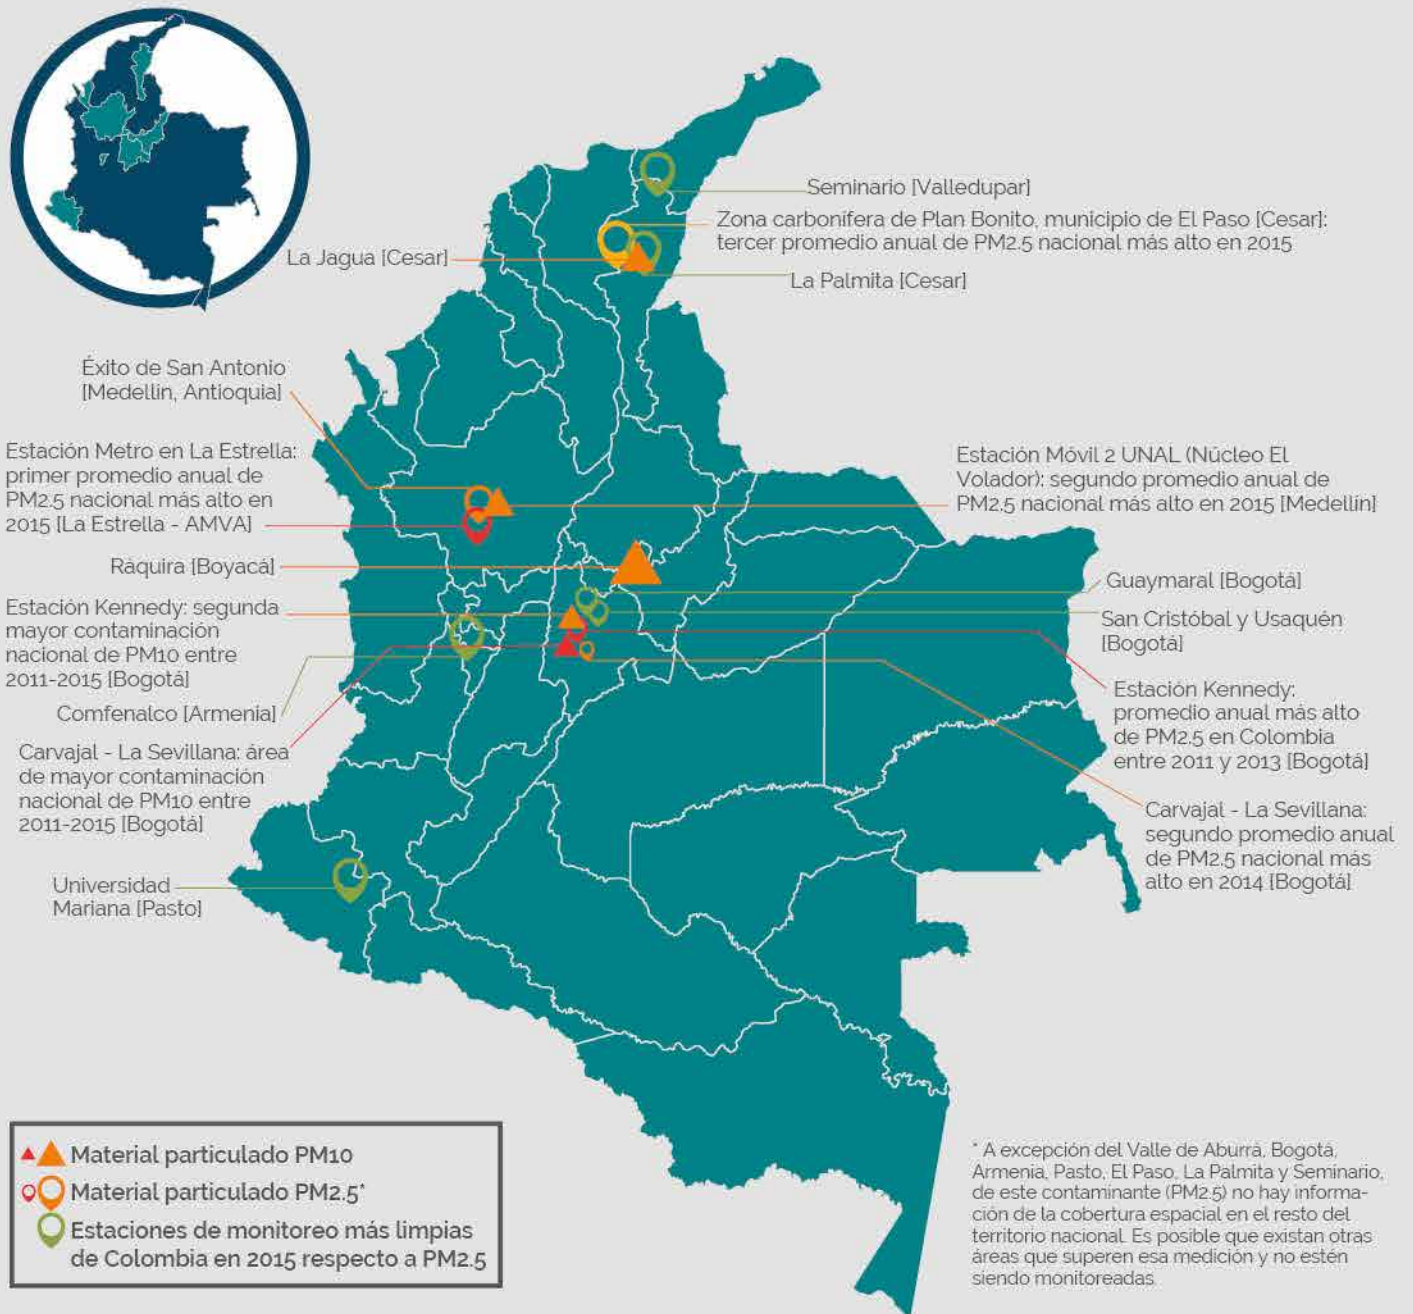 Seminario [Valledupar]
Zona carbonífera de Plan Bonito, municipio de El Paso [Cesar]:
tercer promedio anual de PM2.5 nacional más alto en 2015
La Jagua [Cesar]
La Palmita [Cesar]
Éxito de San Antonio
[Medellín, Antioquia]
Estación Metro en La Estrella:
primer promedio anual de
PM2.5 nacional más alto en
2015 [La Estrella - AMVA]
Estación Móvil 2 UNAL (Núcleo El
Volador): segundo promedio anual de
PM2.5 nacional más alto en 2015 [Medellín]
Ráquira [Boyacá]
Guaymaral [Bogotá]
Estación Kennedy: segunda
mayor contaminación
nacional de PM10 entre
2011-2015 [Bogotá]
San Cristóbal y Usaquén
[Bogotá]
Comfenalco [Armenia]
Estación Kennedy:
promedio anual más alto
de PM2.5 en Colombia
entre 2011 y 2013 [Bogotá]
Carvajal - La Sevillana: área
de mayor contaminación
nacional de PM10 entre
2011-2015 [Bogotá]
Carvajal - La Sevillana:
segundo promedio anual
de PM2.5 nacional más
alto en 2014 [Bogotá]
Universidad
Mariana [Pasto]
Material particulado PM10
Material particulado PM2.5*
Estaciones de monitoreo más limpias
de Colombia en 2015 respecto a PM2.5
* A excepción del Valle de Aburrá, Bogotá,
Armenia, Pasto, El Paso, La Palmita y Seminario,
de este contaminante (PM2.5) no hay informa-
ción de la cobertura espacial en el resto del
territorio nacional. Es posible que existan otras
áreas que superen esa medición y no estén
siendo monitoreadas.